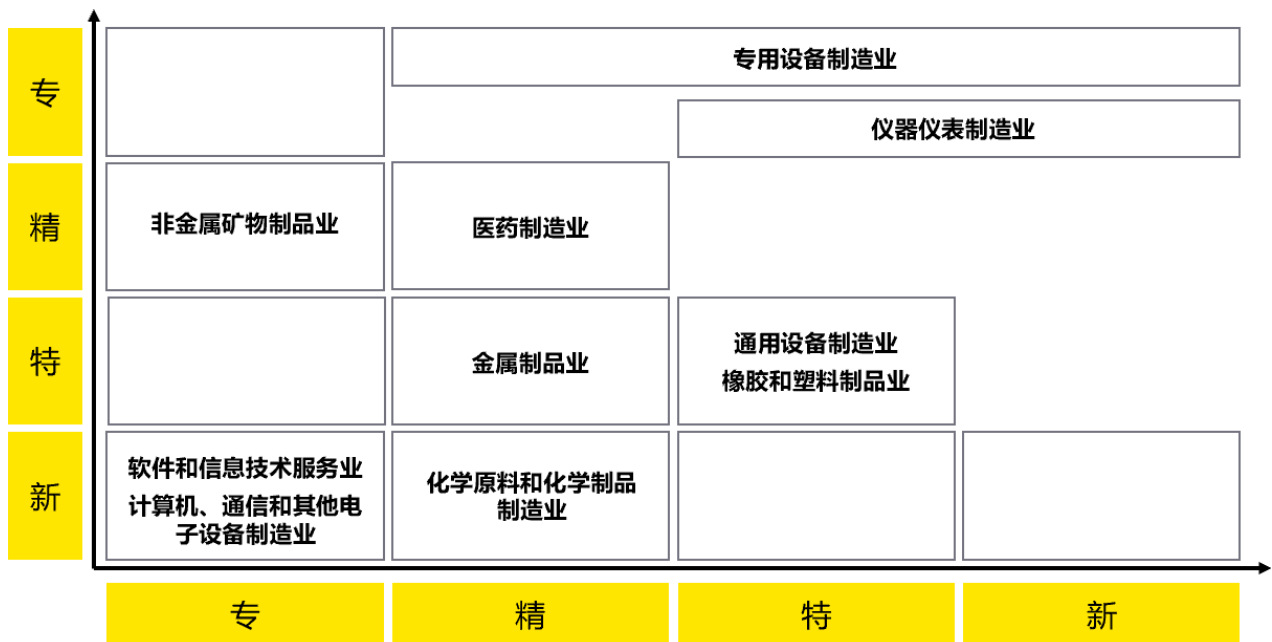 专
专用设备制造业
仪器仪表制造业
精
非金属矿物制品业
医药制造业
特
金属制品业
通用设备制造业
橡胶和塑料制品业
新
软件和信息技术服务业
计算机、通信和其他电
子设备制造业
化学原料和化学制品
制造业
专
精
特
新